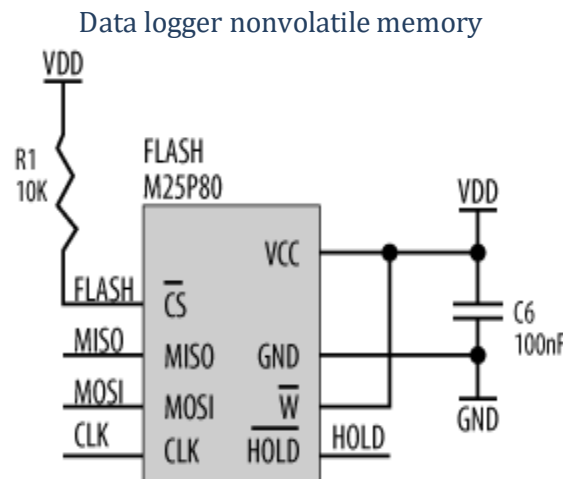 Data logger nonvolatile memory
VDD
R1
10K
FLASH
M25P80
VCC
VDD
FLASH
CS
C6
100nF
MISO
MISO
GND
MOSI
MOSI
W
GND
CLK
CLK
HOLD
HOLD